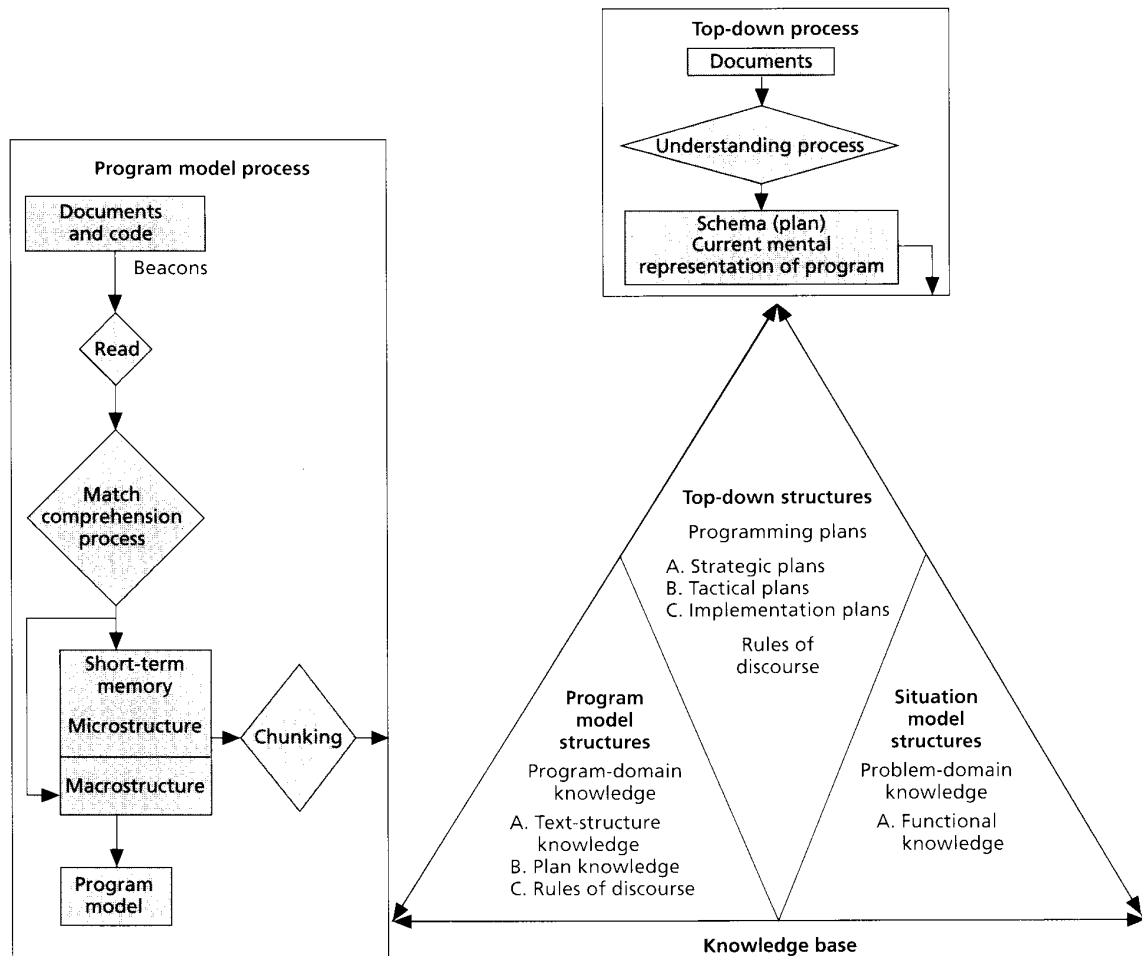 Top-down process
Documents
Understanding process
Schema (plan)
Current mental
representation of program
Program model process
Documents
and code
Beacons
Read
Match
comprehension
process
Short-term
memory
Microstructure
Macrostructure
Chunking
Program
model
Top-down structures
Programming plans
A. Strategic plans
B. Tactical plans
C. Implementation plans
Rules of
discourse
Program
model
structures
Program-domain
knowledge
A. Text-structure
knowledge
B. Plan knowledge
C. Rules of discourse
Situation
model
structures
Problem-domain
knowledge
A. Functional
knowledge
Knowledge base